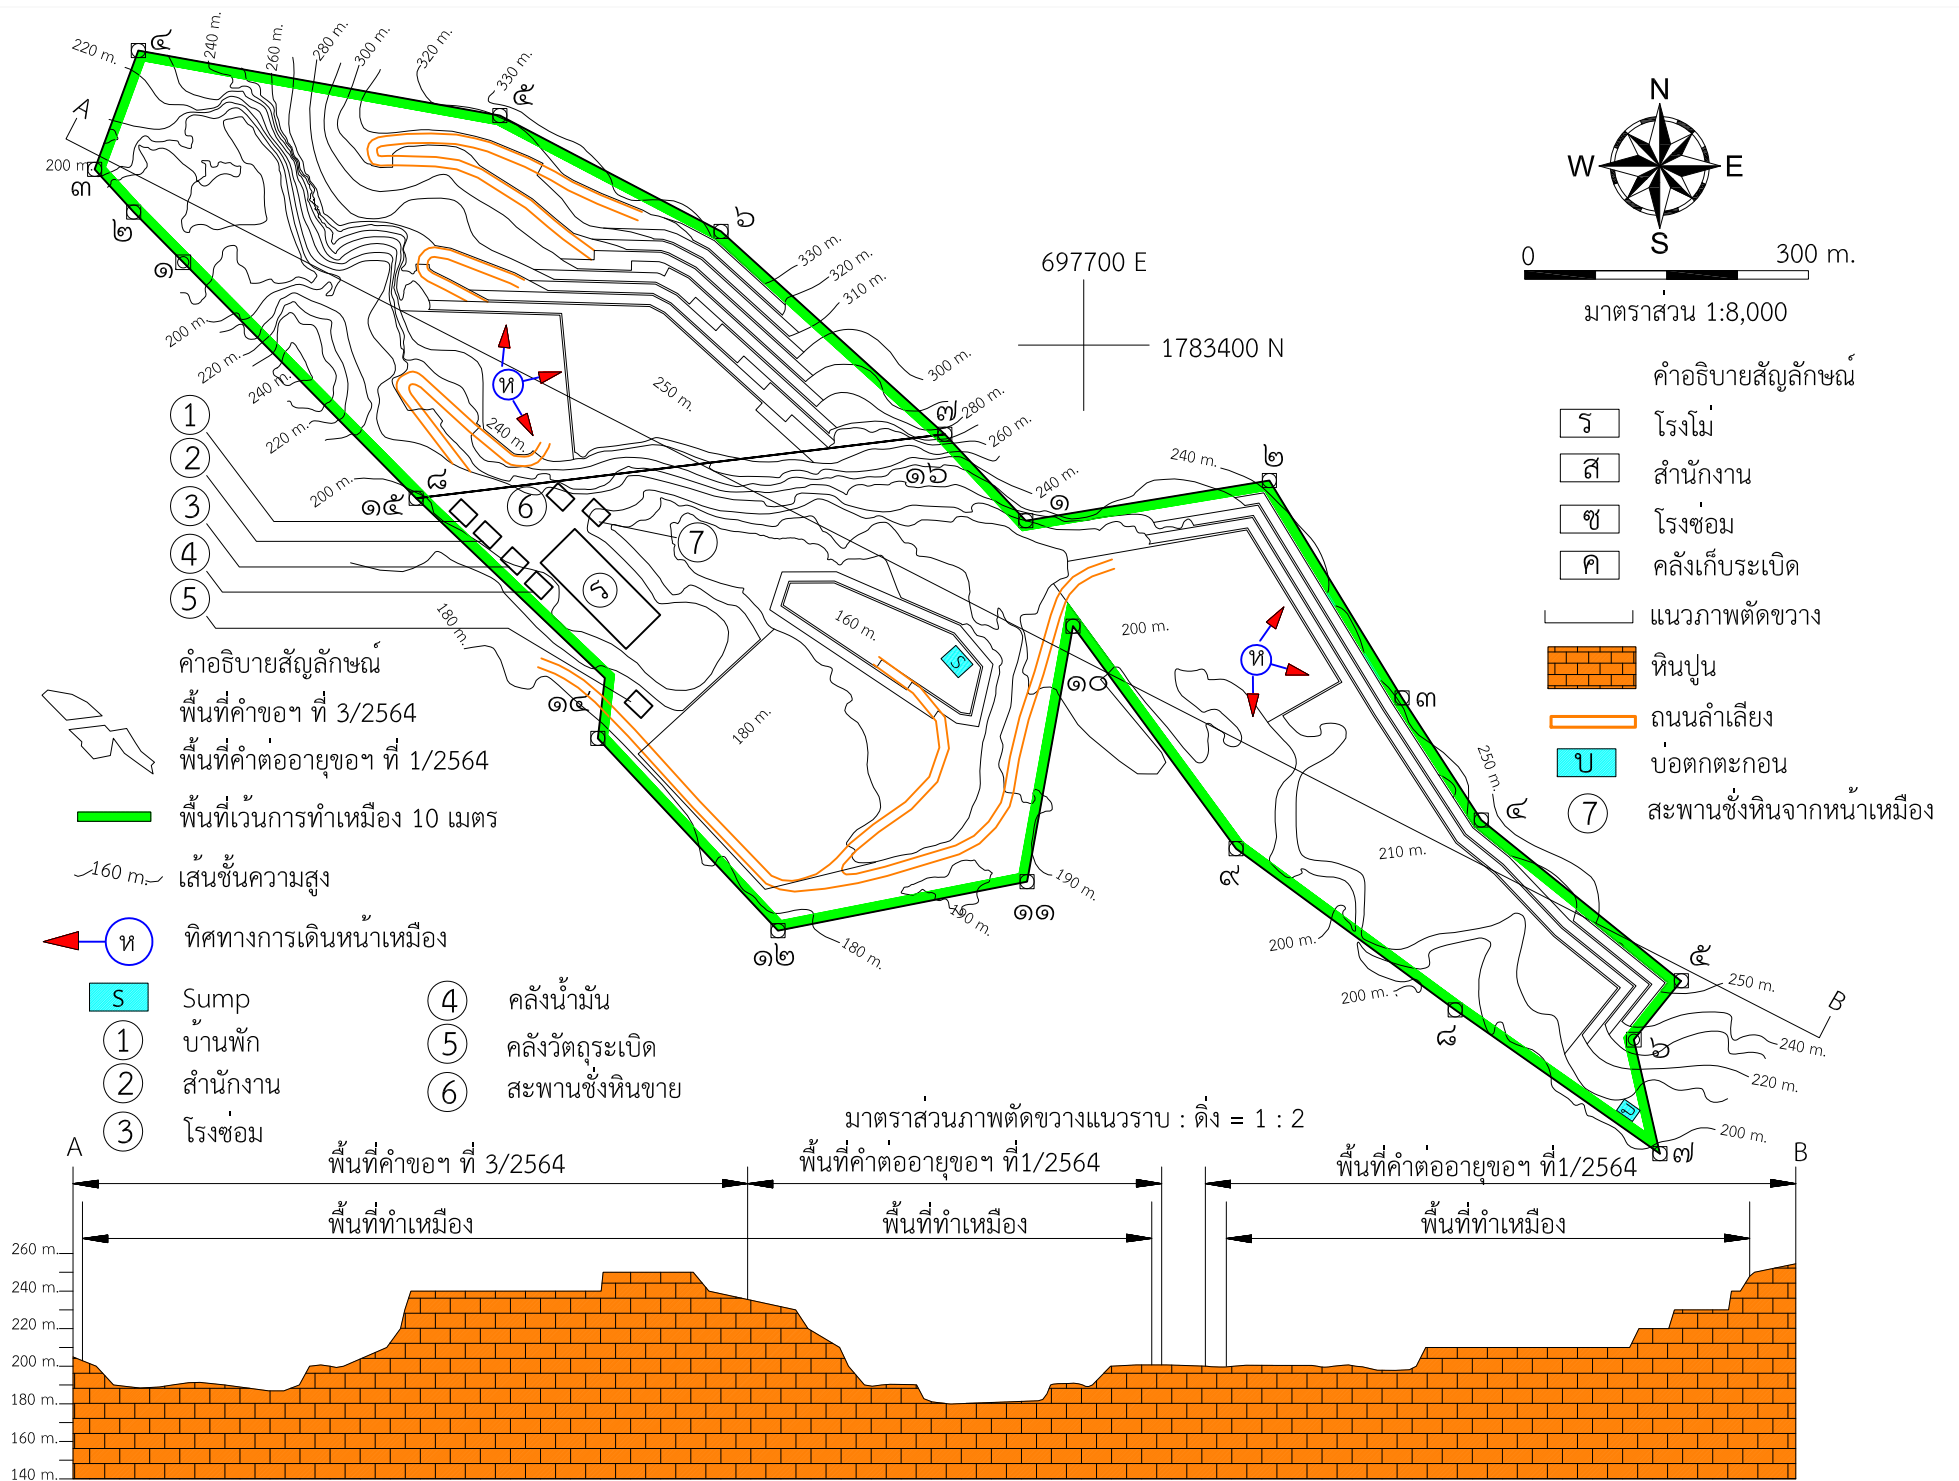 220 m.
๔
240 m.
260 m.
280 m.
300 m.
320 m.
330 m.
๕
A
200 m.
๓
๒
๑
๖
330 m.
320 m.
310 m.
300 m.
280 m.
260 m.
240 m.
๗
๑๖
๑
240 m.
๒
200 m.
220 m.
240 m.
220 m.
200 m.
ห
250 m.
240 m.
๘
๑๕
1
2
3
4
5
6
7
ร
180 m.
160 m.
S
180 m.
๑๔
๑๐
200 m.
ห
๓
250 m.
๔
210 m.
๙
๑๑
190 m.
190 m.
๑๒
180 m.
200 m.
200 m.
๘
๕
250 m.
B
๖
240 m.
220 m.
บ
200 m.
๗
697700 E
1783400 N
N
W
E
S
0
300 m.
มาตราส่วน 1:8,000
คำอธิบายสัญลักษณ์
ร โรงโม่
ส สำนักงาน
ซ โรงซ่อม
ค คลังเก็บระเบิด
แนวภาพตัดขวาง
หินปูน
ถนนลำเลียง
บ บ่อตกตะกอน
7 สะพานชั่งหินจากหน้าเหมือง
คำอธิบายสัญลักษณ์
พื้นที่คำขอฯ ที่ 3/2564
พื้นที่คำต่ออายุขอฯ ที่ 1/2564
พื้นที่เว้นการทำเหมือง 10 เมตร
160 m. เส้นชั้นความสูง
ห ทิศทางการเดินหน้าเหมือง
S Sump
1 บ้านพัก
2 สำนักงาน
3 โรงซ่อม
4 คลังน้ำมัน
5 คลังวัตถุระเบิด
6 สะพานชั่งหินขาย
มาตราส่วนภาพตัดขวางแนวราบ : ดิ่ง = 1 : 2
A
พื้นที่คำขอฯ ที่ 3/2564
พื้นที่คำต่ออายุขอฯ ที่1/2564
พื้นที่คำต่ออายุขอฯ ที่1/2564
B
พื้นที่ทำเหมือง
พื้นที่ทำเหมือง
พื้นที่ทำเหมือง
260 m.
240 m.
220 m.
200 m.
180 m.
160 m.
140 m.